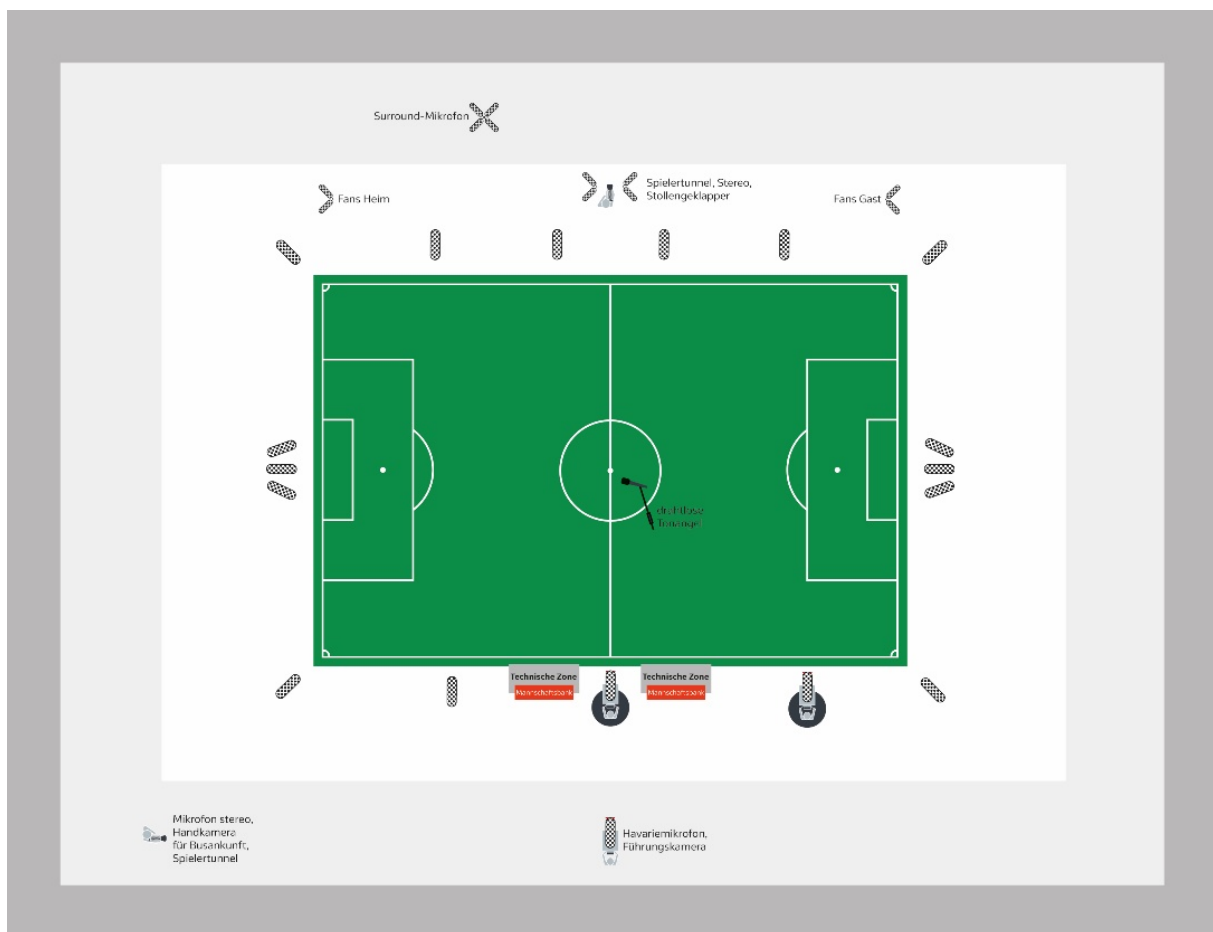 Surround-Mikrofon
Spielertunnel, Stereo,
Stollengeklapper
Fans Heim
Fans Gast
drahtlose
Technische Zone
Mannschaftsbank
Technische Zone
Mannschaftsbank
Mikrofon stereo,
Handkamera
für Busankunft,
Spielertunnel
Havariemikrofon,
Führungskamera